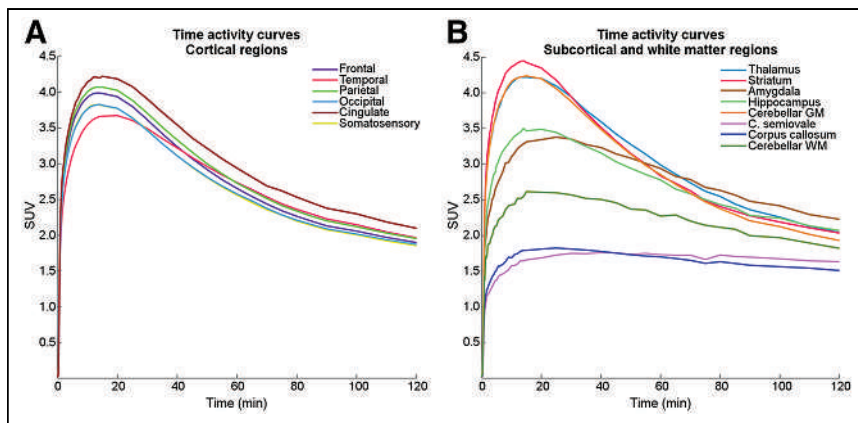 A
Time activity curves
Cortical regions
Frontal
Temporal
Parietal
Occipital
Cingulate
Somatosensory
SUV
4.5
4.0
3.5
3.0
2.5
2.0
1.5
1.0
0.5
0 20 40 60 80 100 120
Time (min)
B
Time activity curves
Subcortical and white matter regions
Thalamus
Striatum
Amygdala
Hippocampus
Cerebellar GM
C. semiovale
Corpus callosum
Cerebellar WM
SUV
4.5
4.0
3.5
3.0
2.5
2.0
1.5
1.0
0.5
0 20 40 60 80 100 120
Time (min)